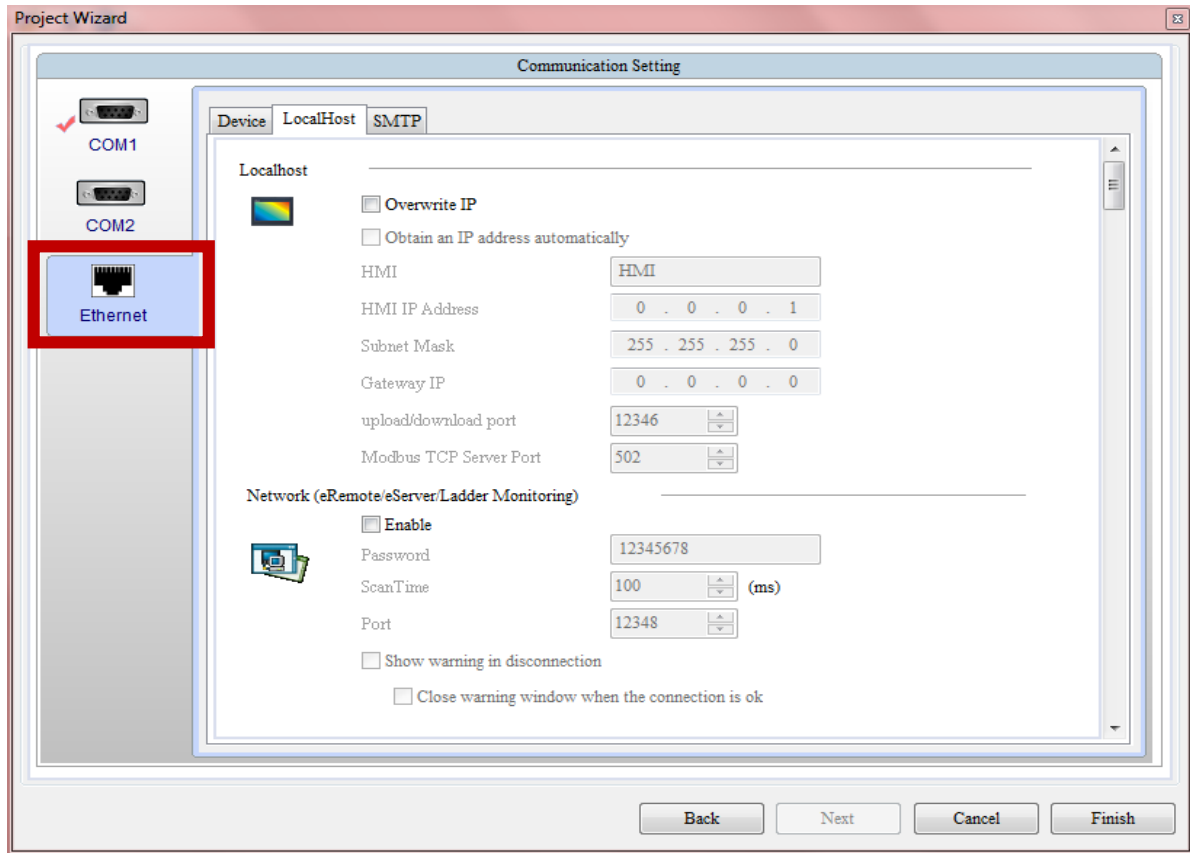 Project Wizard
Communication Setting
COM1
COM2
Ethernet
Device LocalHost SMTP
Localhost
Overwrite IP
Obtain an IP address automatically
HMI HMI
HMI IP Address 0 . 0 . 0 . 1
Subnet Mask 255 . 255 . 255 . 0
Gateway IP 0 . 0 . 0 . 0
upload/download port 12346
Modbus TCP Server Port 502
Network (eRemote/eServer/Ladder Monitoring)
Enable
Password 12345678
ScanTime 100 (ms)
Port 12348
Show warning in disconnection
Close warning window when the connection is ok
Back Next Cancel Finish